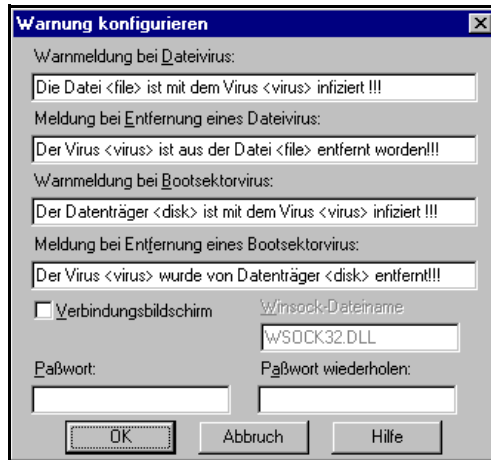 Warnung konfigurieren
Warnmeldung bei Dateivirus:
Die Datei <file> ist mit dem Virus <virus> infiziert !!!
Meldung bei Entfernung eines Dateivirus:
Der Virus <virus> ist aus der Datei <file> entfernt worden!!!
Warnmeldung bei Bootsektorvirus:
Der Datenträger <disk> ist mit dem Virus <virus> infiziert !!!
Meldung bei Entfernung eines Bootsektorvirus:
Der Virus <virus> wurde von Datenträger <disk> entfernt!!!
Verbindungsbildschirm
Winsock-Dateiname
WSOCK32.DLL
Paßwort:
Paßwort wiederholen:
OK
Abbruch
Hilfe